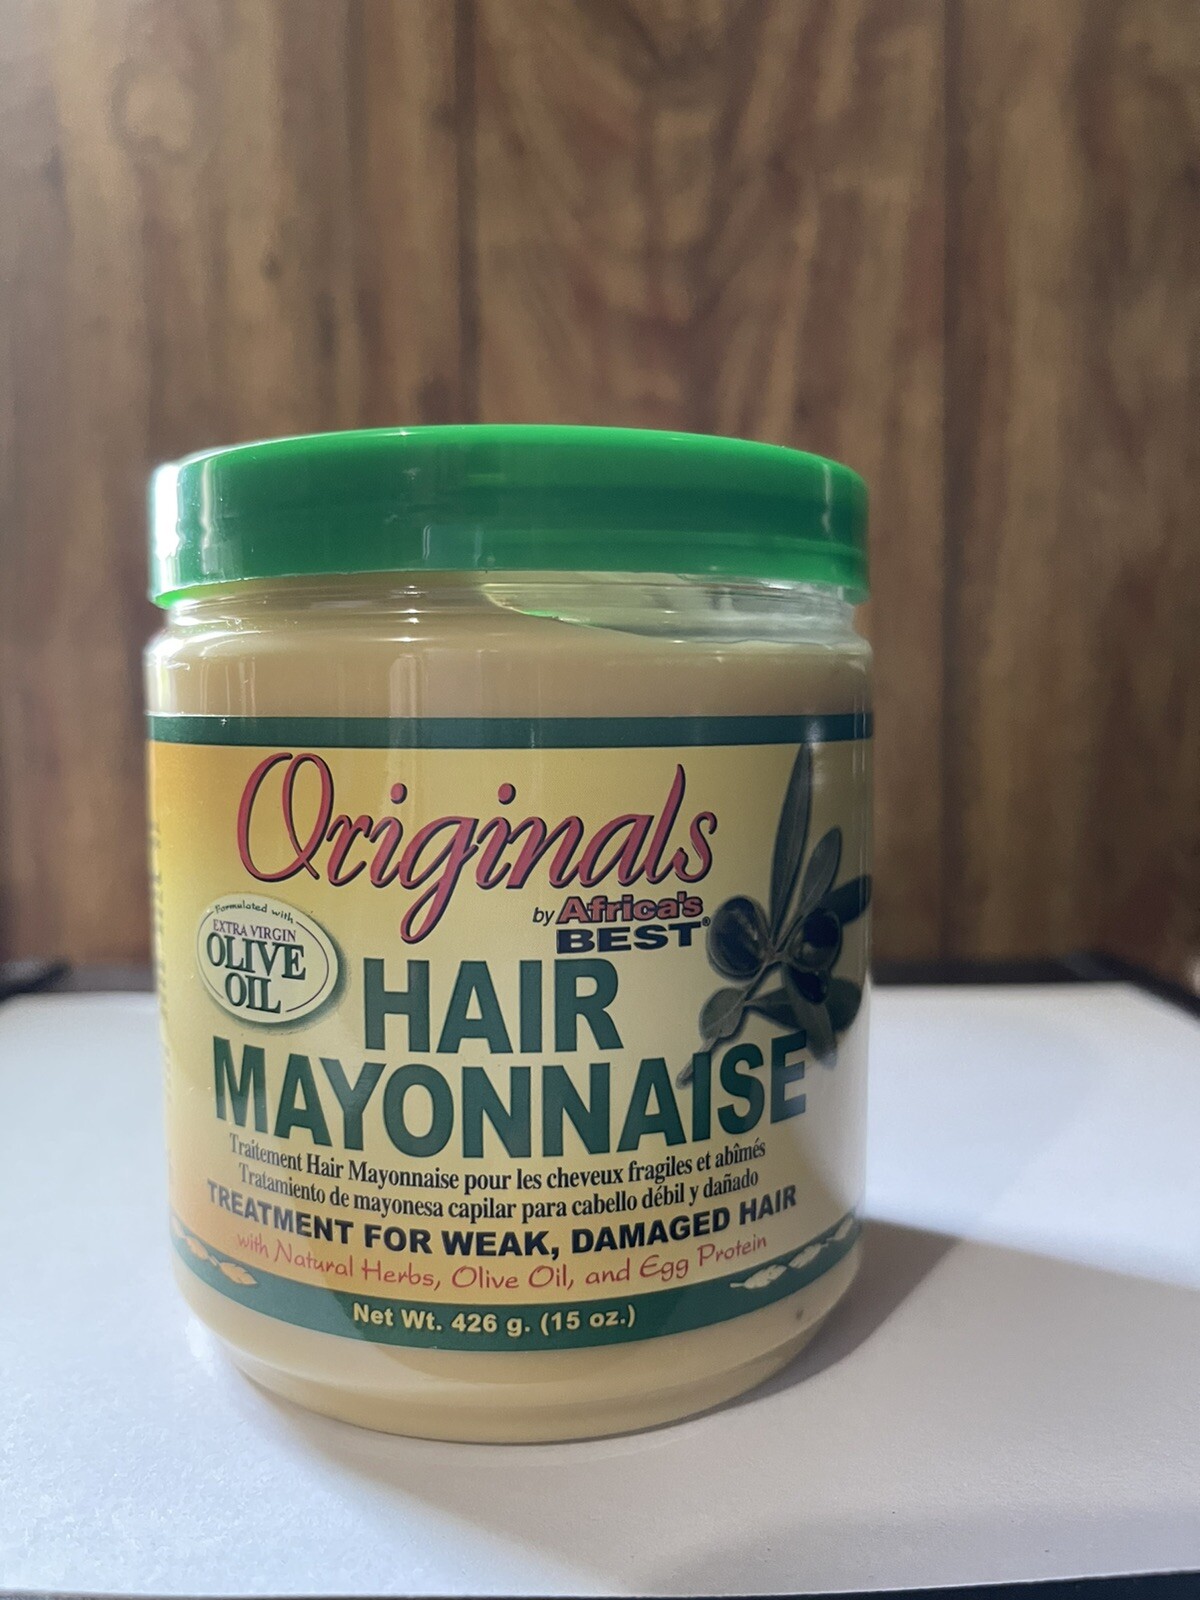 Originals
by Africa's
BEST®
Formulated with
EXTRA VIRGIN
OLIVE
OIL
HAIR
MAYONNAISE
Traitement Hair Mayonnaise pour les cheveux fragiles et abîmés
Tratamiento de mayonesa capilar para cabello débil y dañado
TREATMENT FOR WEAK, DAMAGED HAIR
with Natural Herbs, Olive Oil, and Egg Protein
Net Wt. 426 g. (15 oz.)